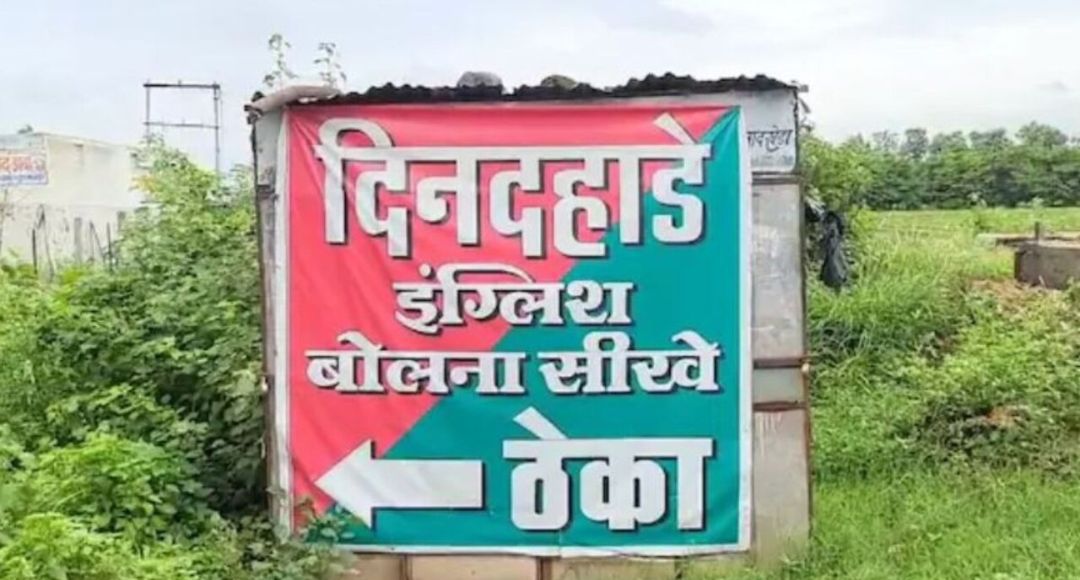 दिनदहाडे
इंग्लिश
बोलना सीखे
ठेका